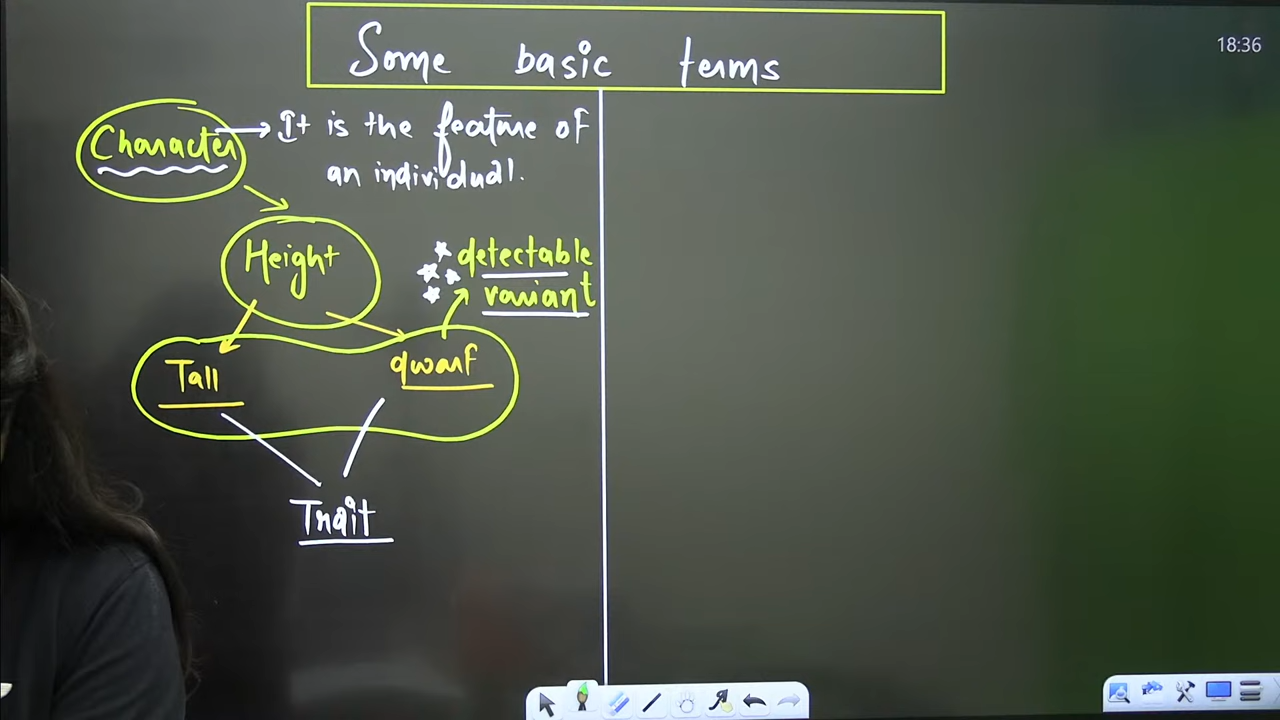 Some basic terms
18:36
Character → It is the feature of
an individual.
Height
detectable
variant
Tall
dwarf
Trait